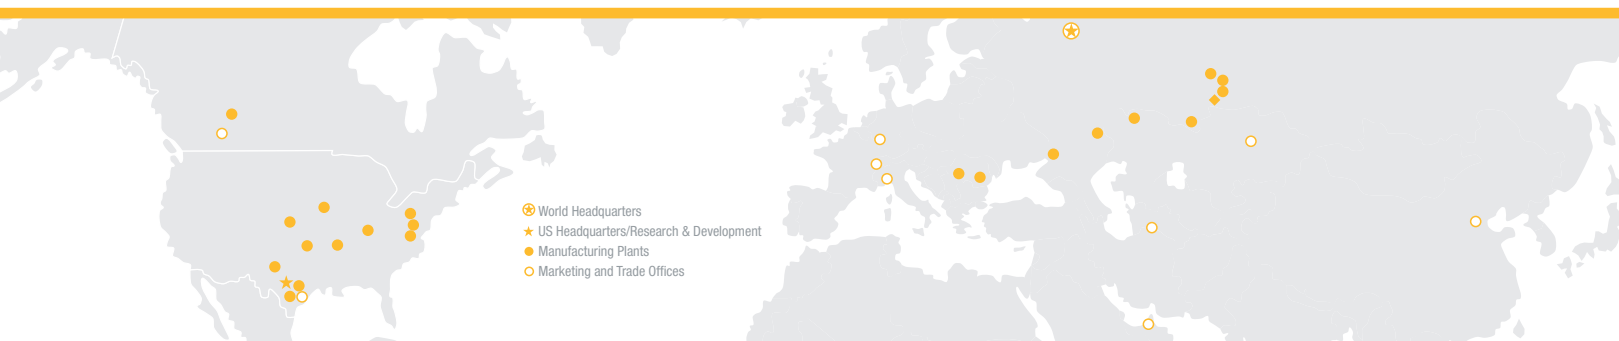 World Headquarters
US Headquarters/Research & Development
Manufacturing Plants
Marketing and Trade Offices